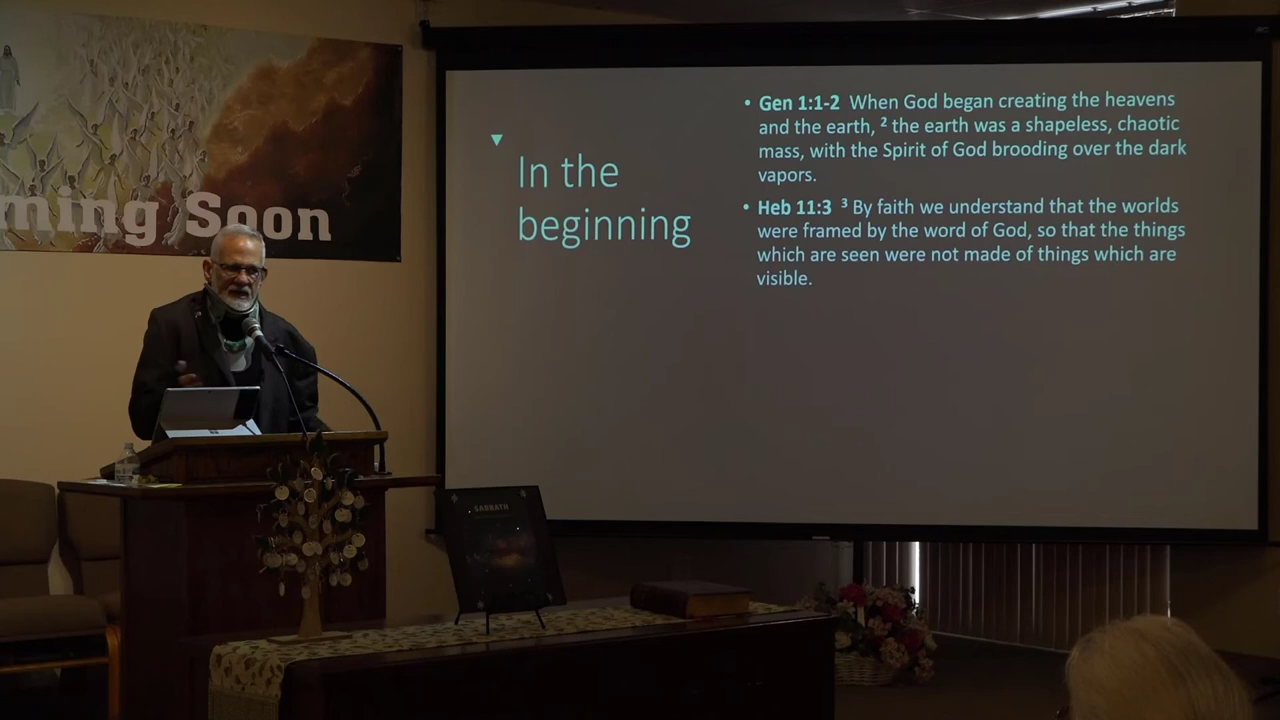 ming Soon
In the
beginning
• Gen 1:1-2 When God began creating the heavens
and the earth, ² the earth was a shapeless, chaotic
mass, with the Spirit of God brooding over the dark
vapors.
• Heb 11:3 ³ By faith we understand that the worlds
were framed by the word of God, so that the things
which are seen were not made of things which are
visible.
SABBATH